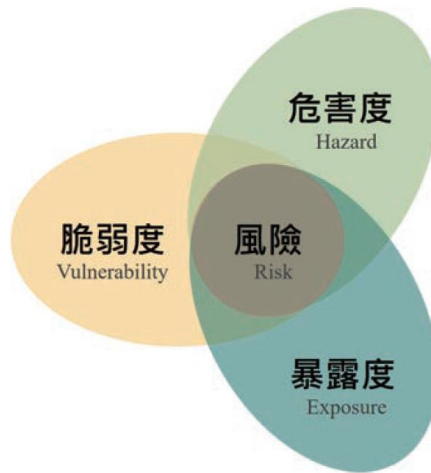 危害度
Hazard
脆弱度
Vulnerability
風險
Risk
暴露度
Exposure